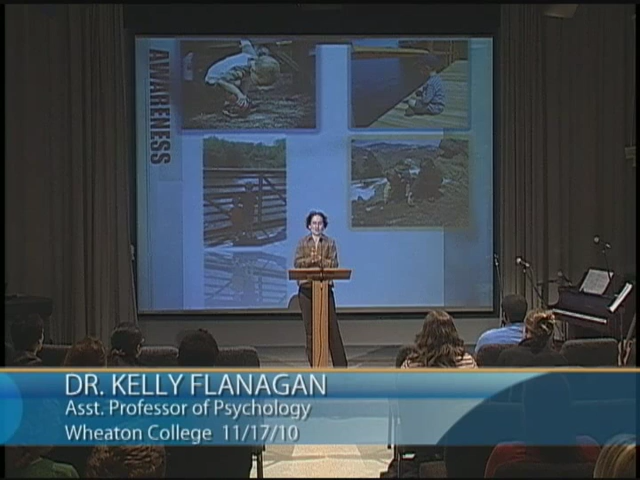 AWARENESS
DR. KELLY FLANAGAN
Asst. Professor of Psychology
Wheaton College 11/17/10